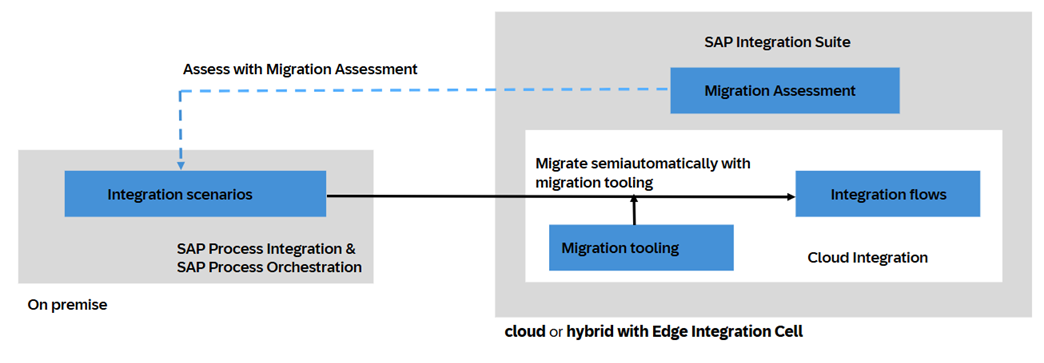 SAP Integration Suite
Assess with Migration Assessment
Migration Assessment
Migrate semiautomatically with
migration tooling
Integration scenarios
Integration flows
SAP Process Integration &
SAP Process Orchestration
Migration tooling
Cloud Integration
On premise
cloud or hybrid with Edge Integration Cell